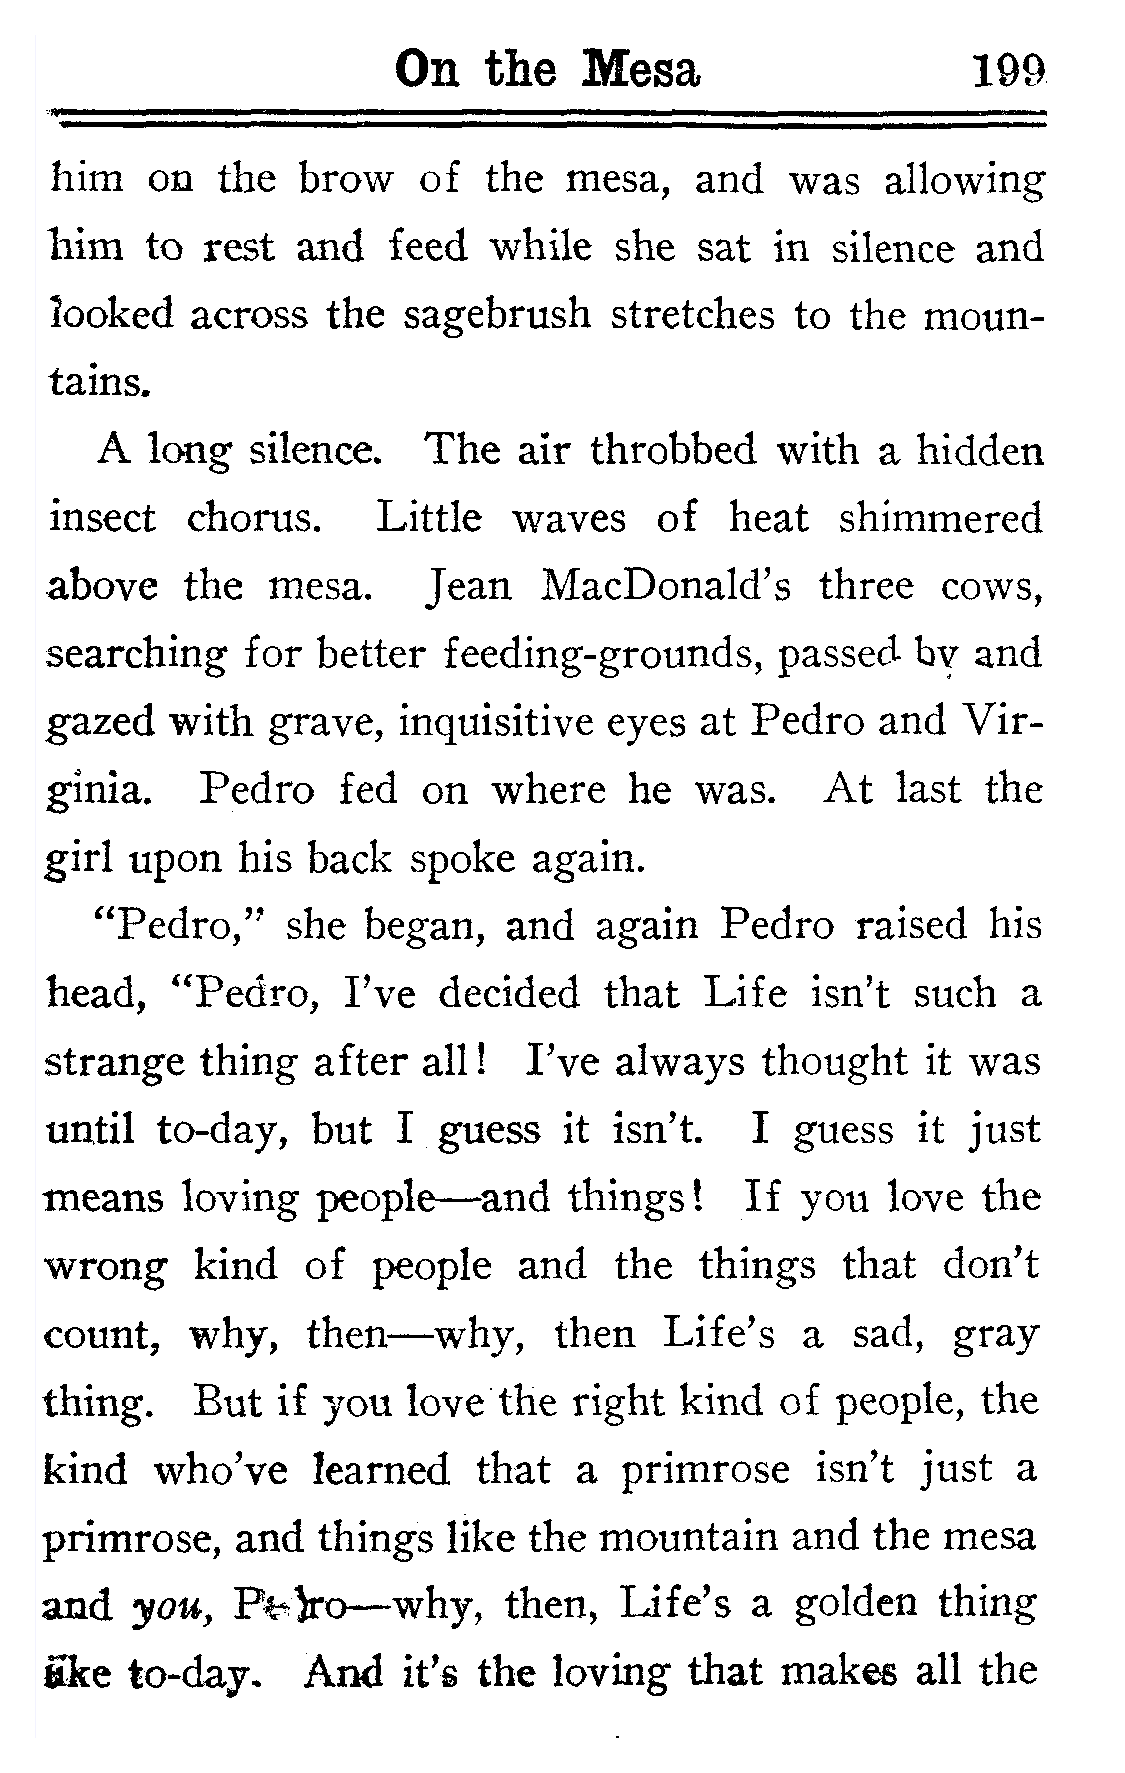 On the Mesa 199
him on the brow of the mesa, and was allowing
him to rest and feed while she sat in silence and
looked across the sagebrush stretches to the moun-
tains.
A long silence. The air throbbed with a hidden
insect chorus. Little waves of heat shimmered
above the mesa. Jean MacDonald's three cows,
searching for better feeding-grounds, passed by and
gazed with grave, inquisitive eyes at Pedro and Vir-
ginia. Pedro fed on where he was. At last the
girl upon his back spoke again.
"Pedro," she began, and again Pedro raised his
head, "Pedro, I've decided that Life isn't such a
strange thing after all! I've always thought it was
until to-day, but I guess it isn't. I guess it just
means loving people—and things! If you love the
wrong kind of people and the things that don't
count, why, then—why, then Life's a sad, gray
thing. But if you love the right kind of people, the
kind who've learned that a primrose isn't just a
primrose, and things like the mountain and the mesa
and you, Pedro—why, then, Life's a golden thing
like to-day. And it's the loving that makes all the